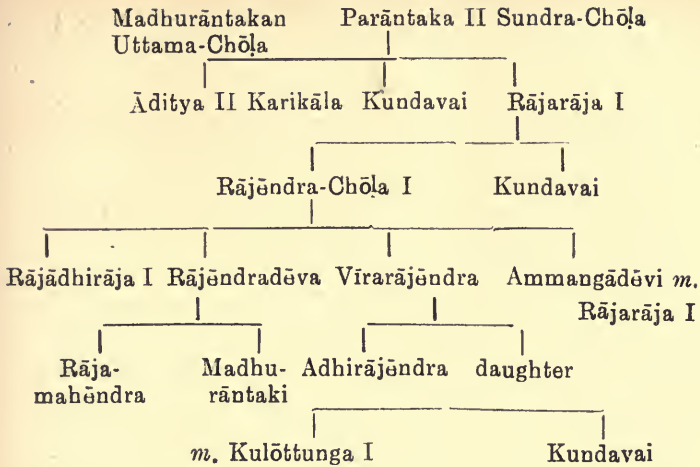 Madhurāntakan Parāntaka II Sundra-Chōḷa
Uttama-Chōḷa
Āditya II Karikāla Kundavai Rājarāja I
Rājēndra-Chōḷa I Kundavai
Rājādhirāja I Rājēndradēva Vīrarājēndra Ammangādēvi m.
Rājarāja I
Rāja- Madhu- Adhirājēndra daughter
mahēndra rāntaki
m. Kulōttunga I Kundavai